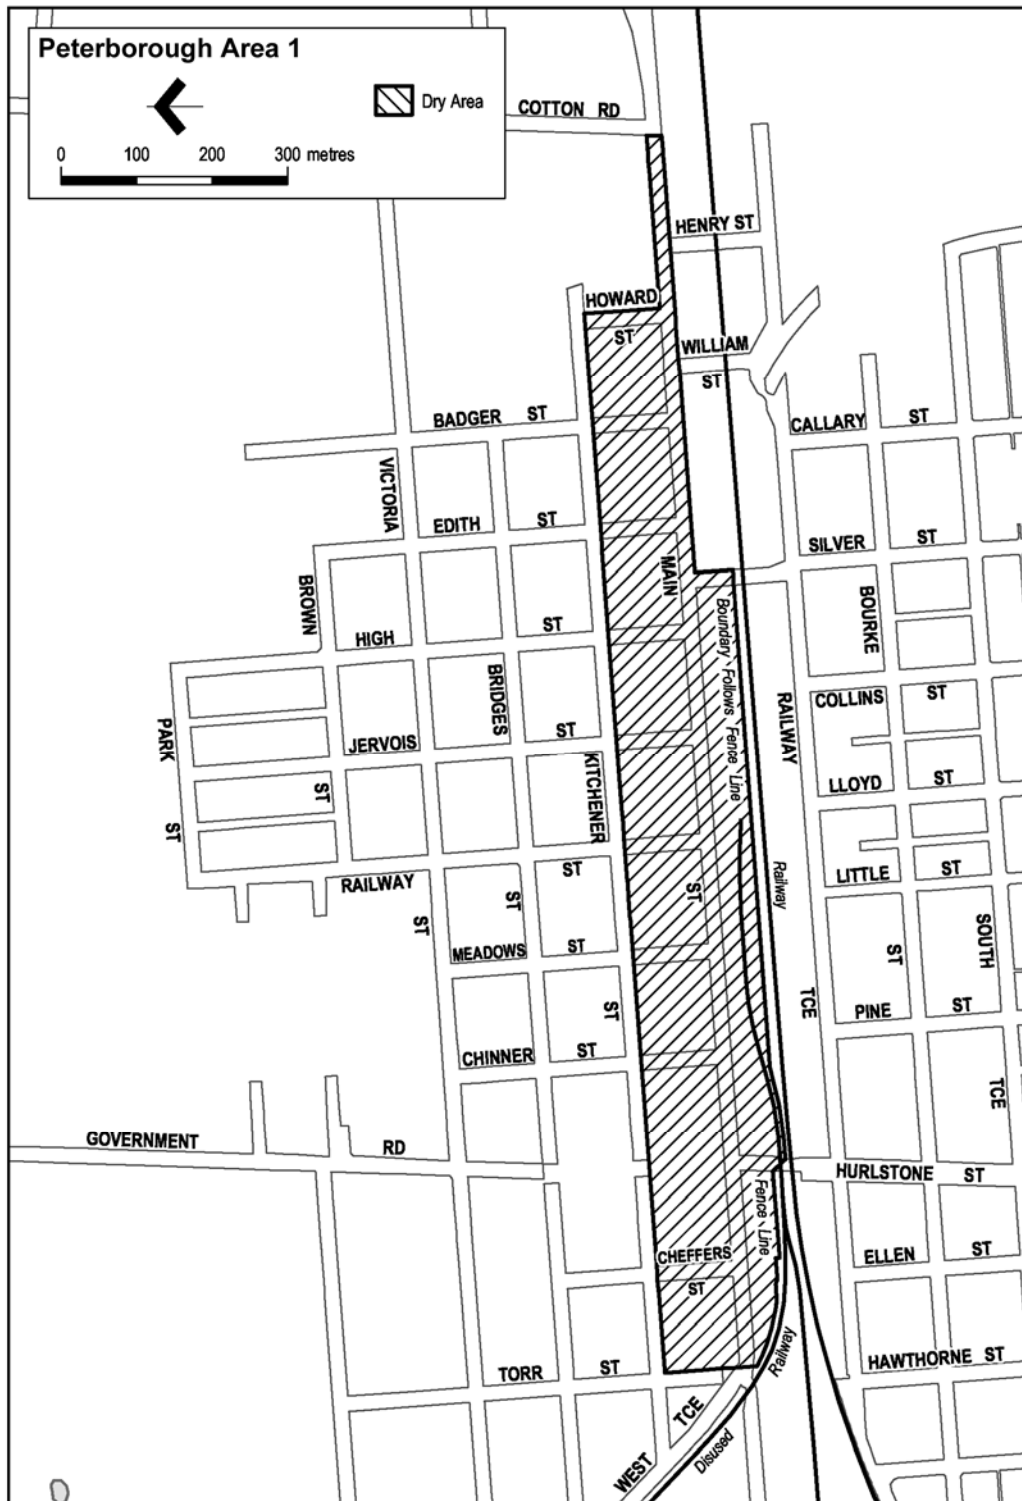 Peterborough Area 1
Dry Area
0 100 200 300 metres
COTTON RD
HENRY ST
HOWARD
ST
WILLIAM
ST
BADGER ST
CALLARY ST
VICTORIA
EDITH ST
SILVER ST
MAIN
BROWN
BOURKE
HIGH ST
Boundary Follows Fence Line
BRIDGES
COLLINS ST
PARK
JERVOIS ST
RAILWAY
KITCHENER
LLOYD ST
ST
ST
RAILWAY ST
LITTLE ST
Railway
ST
ST
ST
SOUTH
MEADOWS ST
ST
ST
TCE
PINE ST
CHINNER ST
TCE
GOVERNMENT RD
HURLSTONE ST
Fence Line
CHEFFERS
ST
ELLEN ST
TORR ST
Railway
HAWTHORNE ST
WEST TCE
Disused